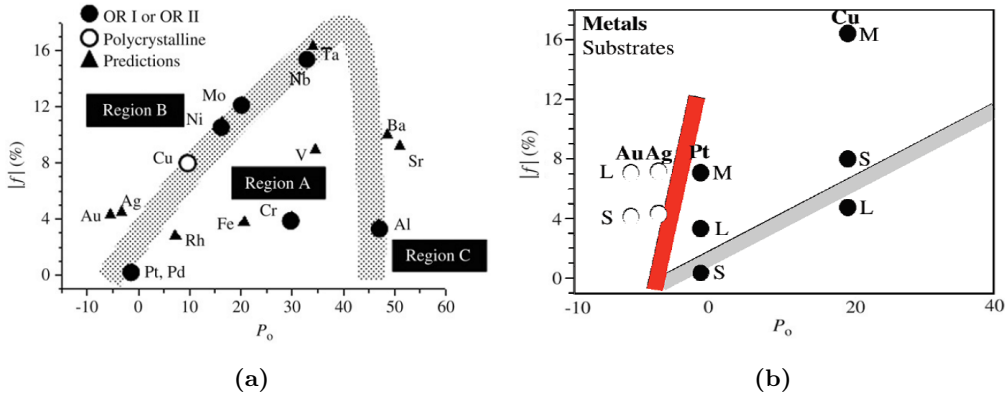 OR I or OR II
Polycrystalline
Predictions
|f| (%)
16
12
8
4
0
-10
0
10
20
30
40
50
60
P₀
Ta
Nb
Mo
Region B
Ni
Cu
V
Ba
Sr
Region A
Au
Ag
Cr
Fe
Rh
Al
Region C
Pt, Pd
(a)
Metals
Substrates
Cu
M
|f| (%)
16
12
8
4
0
Au
Ag
Pt
L
M
S
S
L
L
S
-10
0
20
40
P₀
(b)